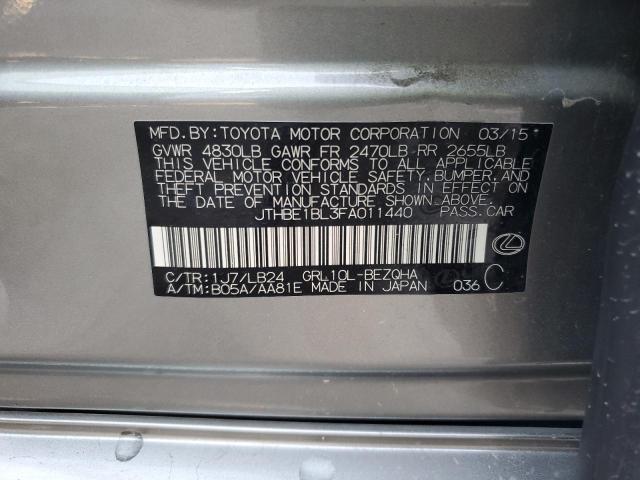 MFD.BY:TOYOTA MOTOR CORPORATION 03/15
GVWR 4830LB GAWR FR 2470LB RR 2655LB
THIS VEHICLE CONFORMS TO ALL APPLICABLE
FEDERAL MOTOR VEHICLE SAFETY,BUMPER,AND
THEFT PREVENTION STANDARDS IN EFFECT ON
THE DATE OF MANUFACTURE SHOWN ABOVE.
JTHBE1BL3FA011440 PASS.CAR
C/TR:1J7/LB24 GRL10L-BEZQHA
A/TM:B05A/AA81E MADE IN JAPAN 036 C